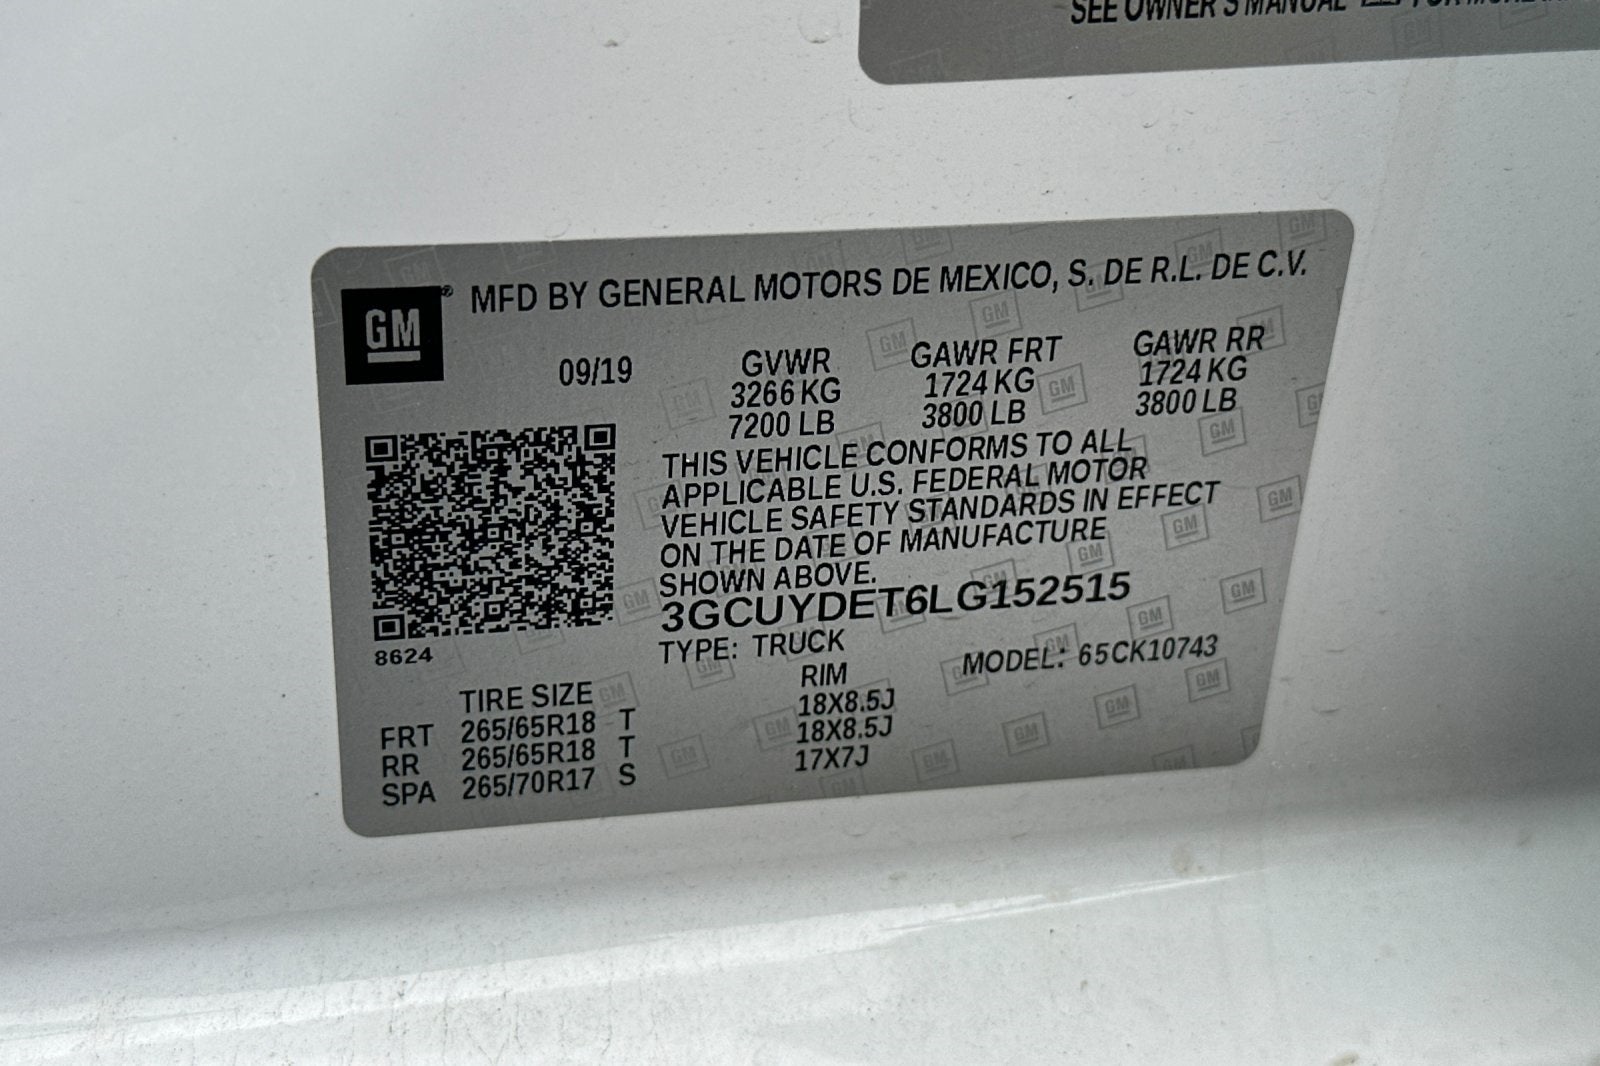 SEE OWNER'S MANUAL
GM ® MFD BY GENERAL MOTORS DE MEXICO, S. DE R.L. DE C.V.
09/19 GVWR GAWR FRT GAWR RR
3266 KG 1724 KG 1724 KG
7200 LB 3800 LB 3800 LB
THIS VEHICLE CONFORMS TO ALL
APPLICABLE U.S. FEDERAL MOTOR
VEHICLE SAFETY STANDARDS IN EFFECT
ON THE DATE OF MANUFACTURE
SHOWN ABOVE.
3GCUYDET6LG152515
8624
TYPE: TRUCK MODEL: 65CK10743
TIRE SIZE RIM
FRT 265/65R18 T 18X8.5J
RR 265/65R18 T 18X8.5J
SPA 265/70R17 S 17X7J